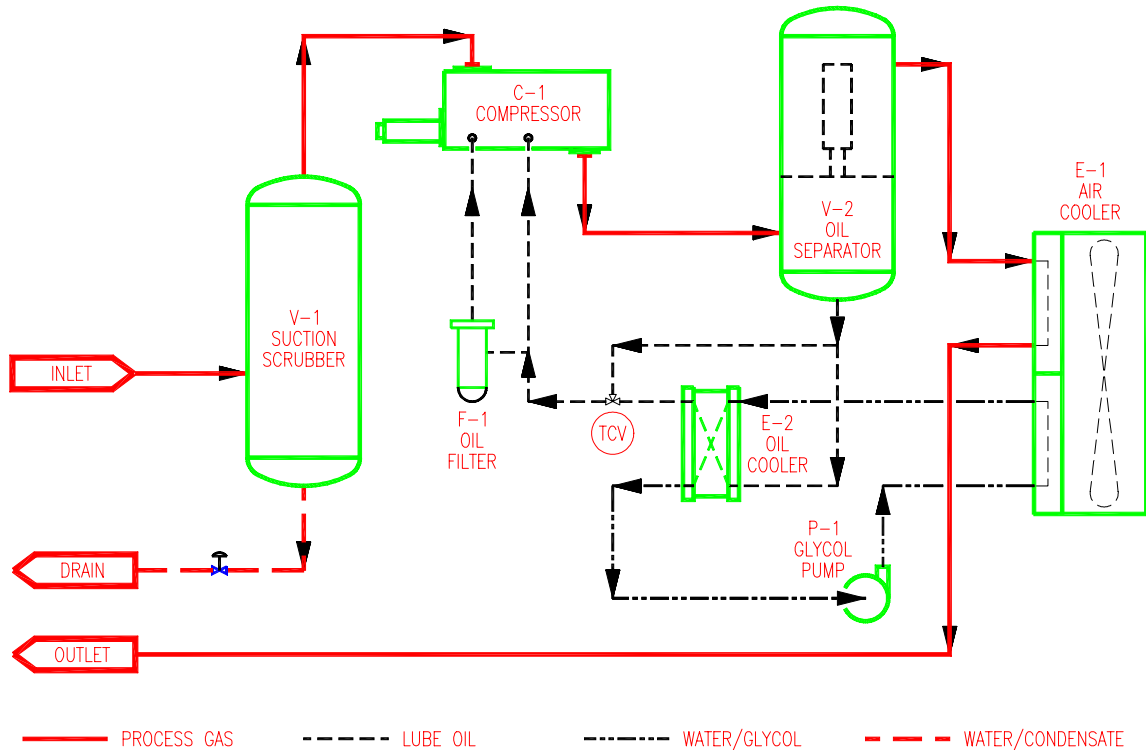 C-1
COMPRESSOR
V-2
OIL
SEPARATOR
E-1
AIR
COOLER
V-1
SUCTION
SCRUBBER
INLET
F-1
OIL
FILTER
TCV
E-2
OIL
COOLER
P-1
GLYCOL
PUMP
DRAIN
OUTLET
PROCESS GAS
LUBE OIL
WATER/GLYCOL
WATER/CONDENSATE